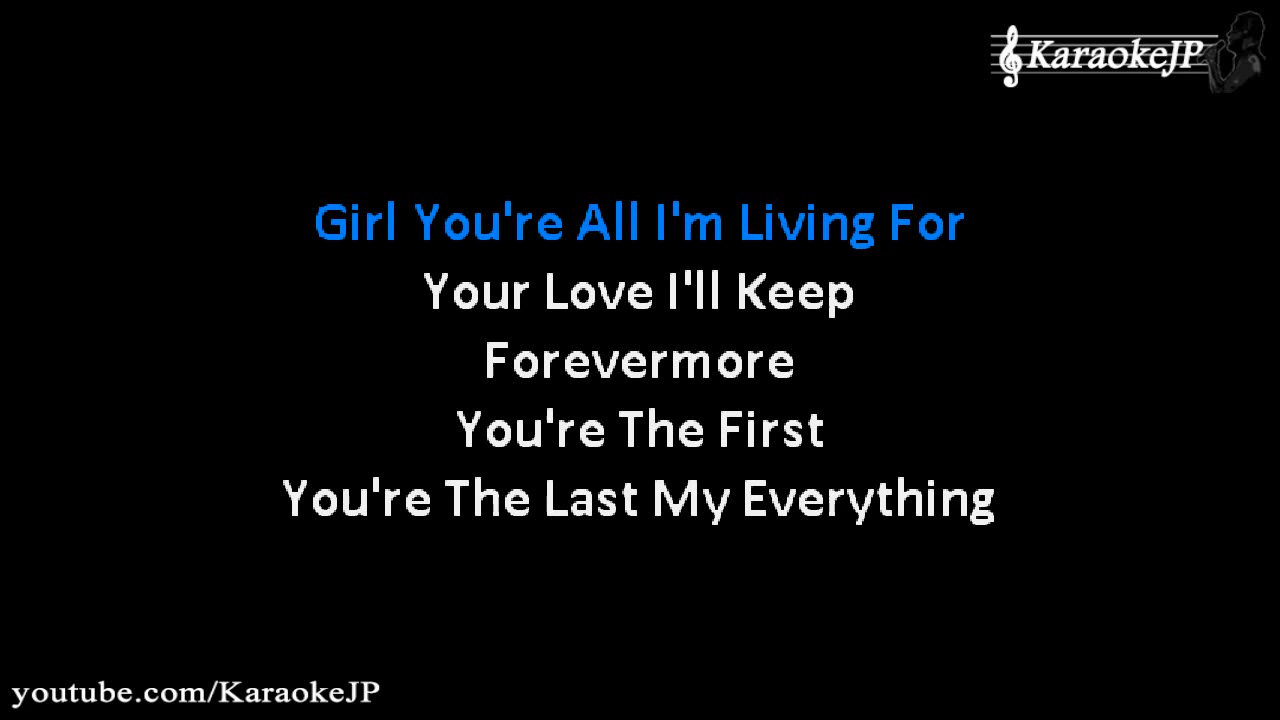 KaraokeJP
Girl You're All I'm Living For
Your Love I'll Keep
Forevermore
You're The First
You're The Last My Everything
youtube.com/KaraokeJP